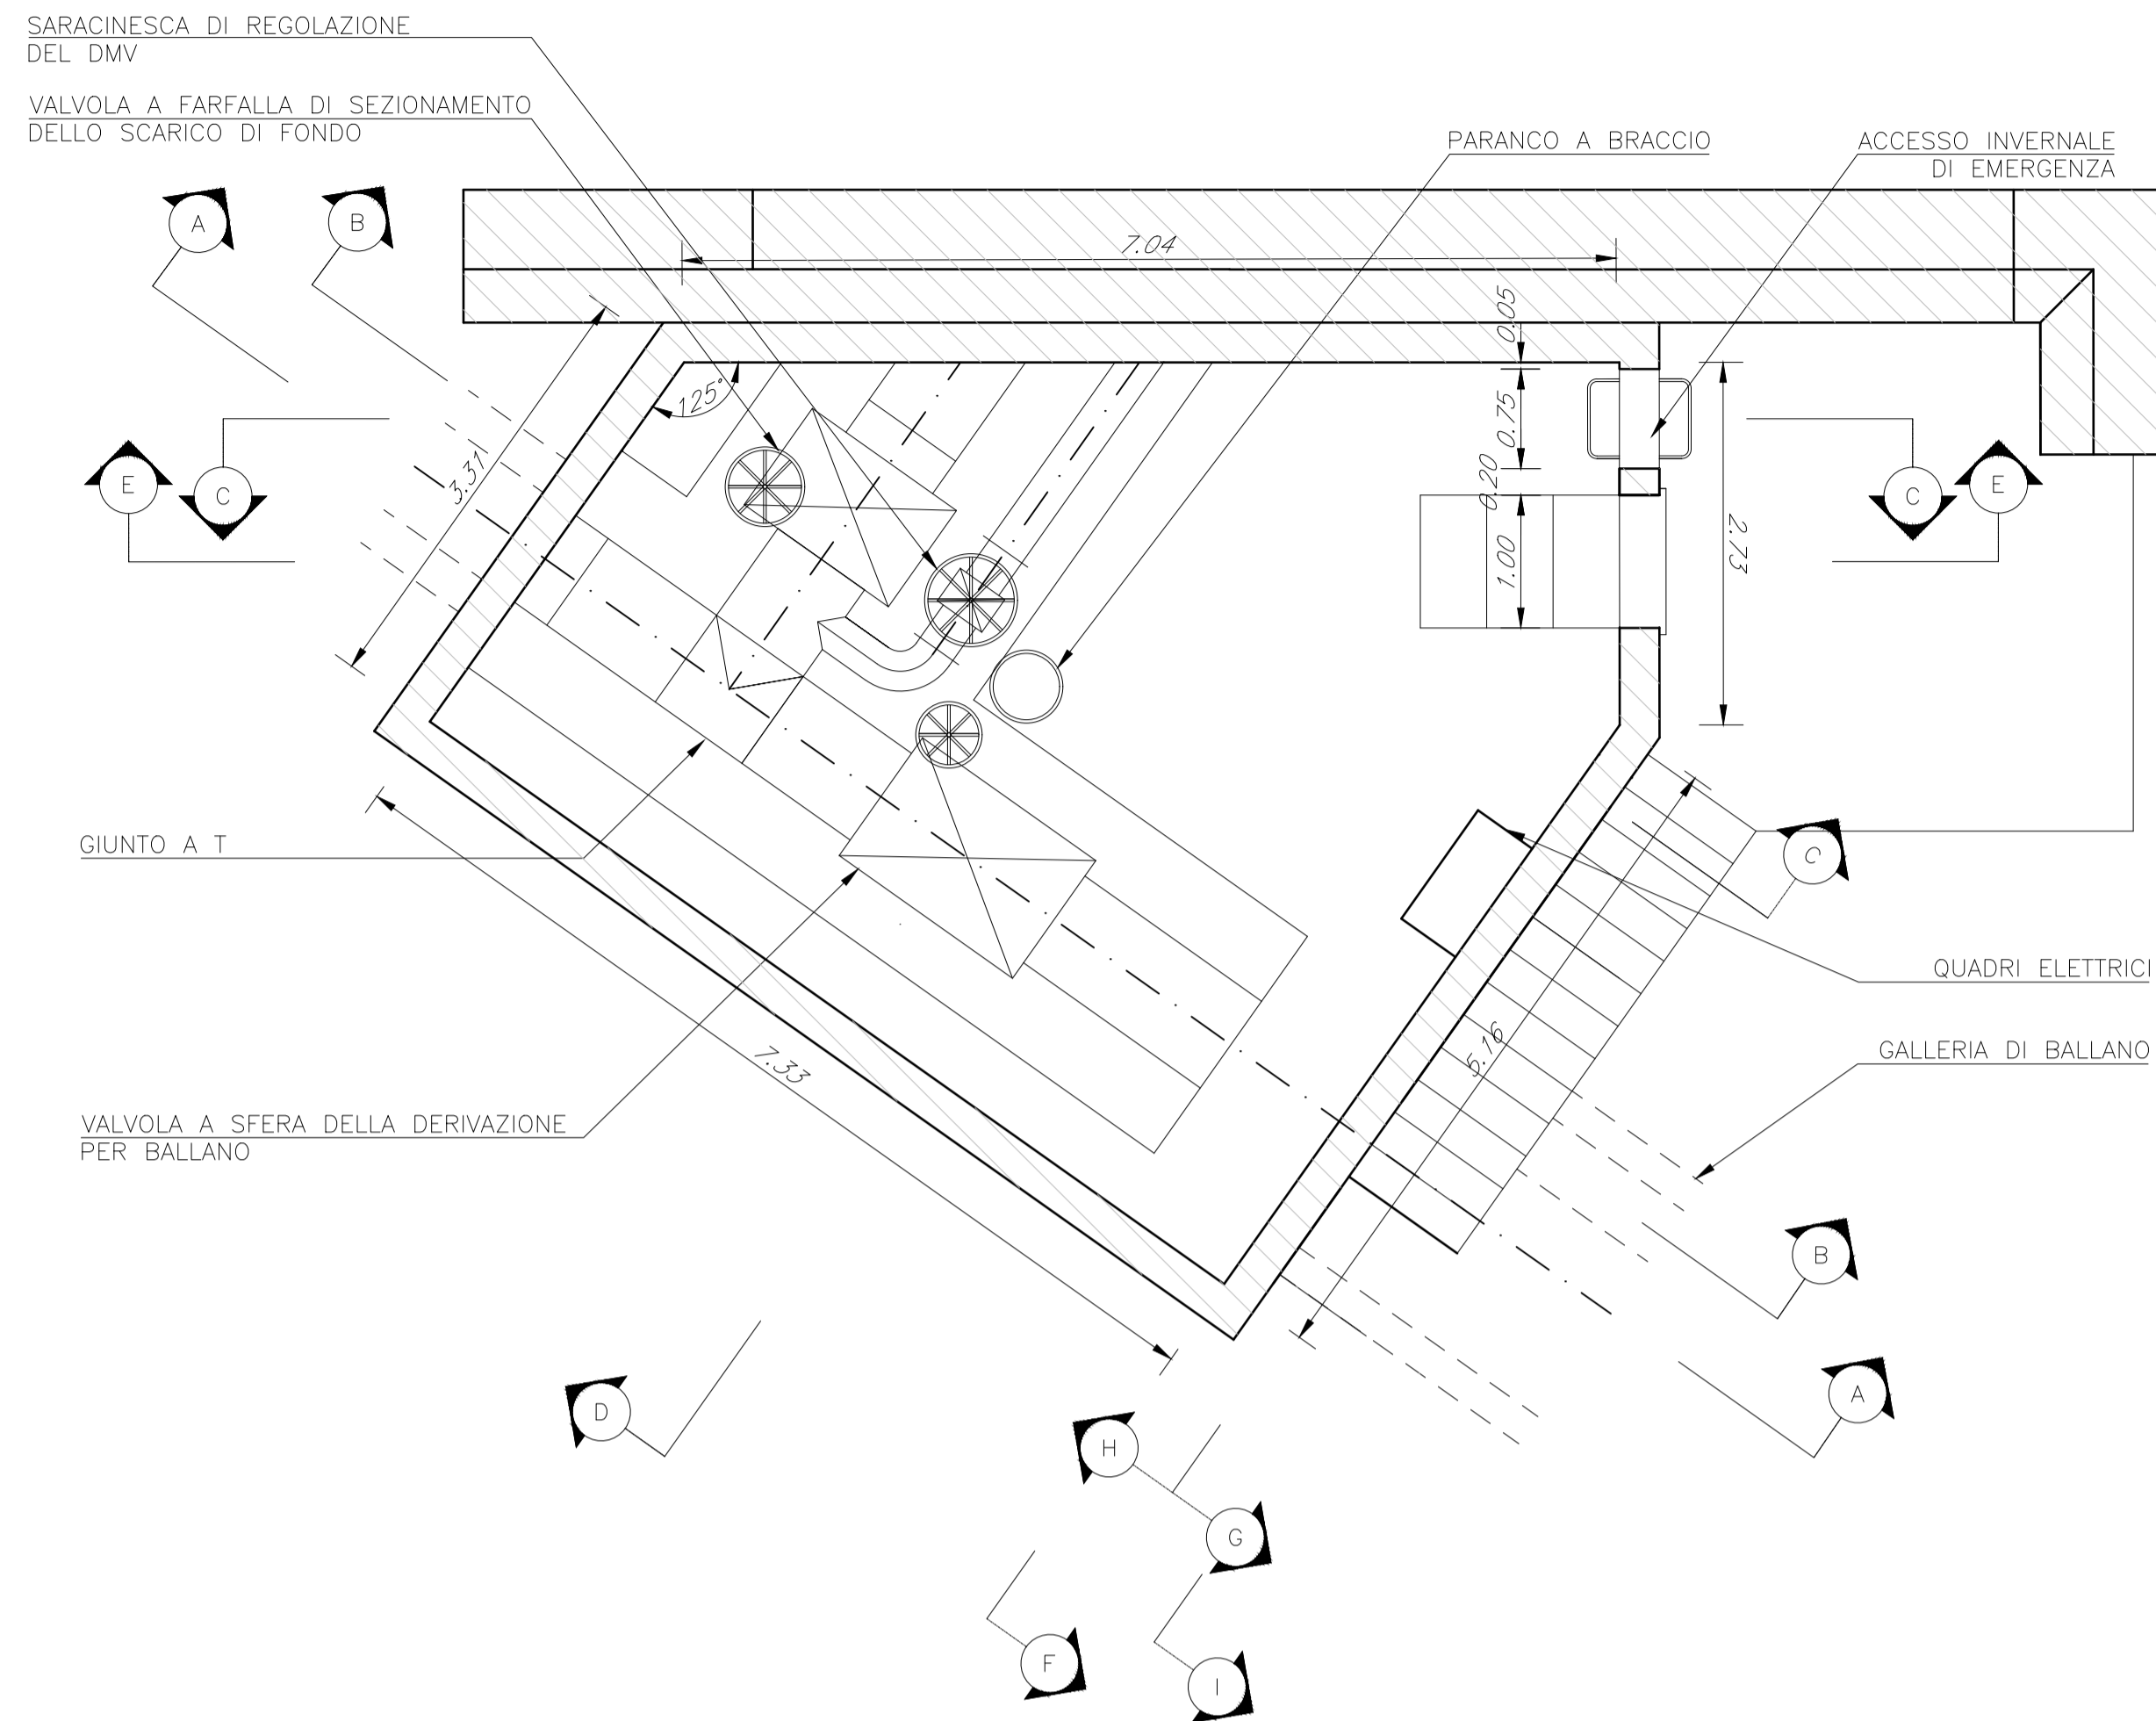 SARACINESCA DI REGOLAZIONE
DEL DMV
VALVOLA A FARFALLA DI SEZIONAMENTO
DELLO SCARICO DI FONDO
PARANCO A BRACCIO
ACCESSO INVERNALE
DI EMERGENZA
A
B
7.04
0.05
125°
0.75
3.31
E
C
0.20
C
E
2.73
1.00
GIUNTO A T
C
QUADRI ELETTRICI
5.16
GALLERIA DI BALLANO
7.33
VALVOLA A SFERA DELLA DERIVAZIONE
PER BALLANO
B
A
D
H
G
F
I